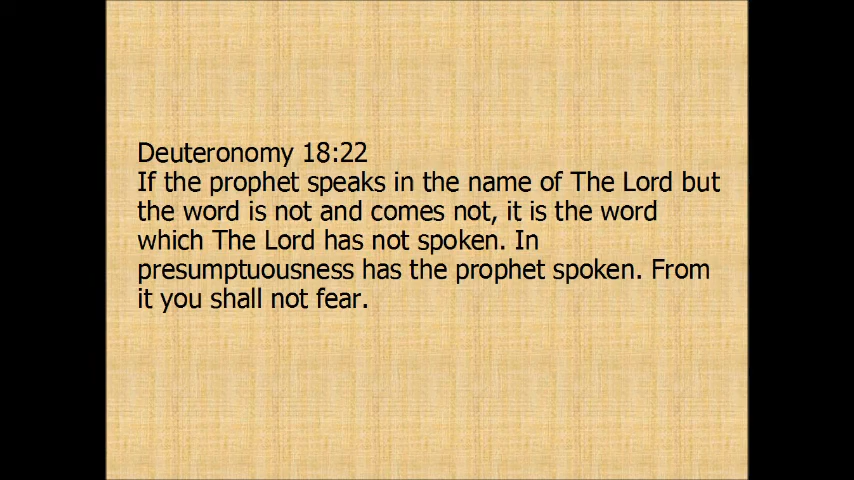 Deuteronomy 18:22
If the prophet speaks in the name of The Lord but
the word is not and comes not, it is the word
which The Lord has not spoken. In
presumptuousness has the prophet spoken. From
it you shall not fear.